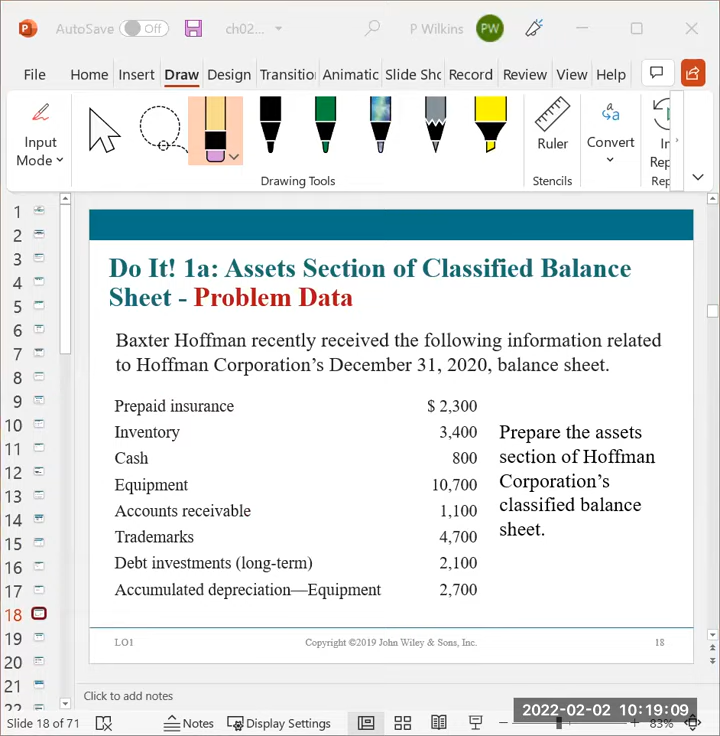 AutoSave Off ch02... P Wilkins PW
File Home Insert Draw Design Transitio Animatic Slide Sho Record Review View Help
Input Mode
Ruler
Convert
In
Rep
Drawing Tools Stencils Rep
Do It! 1a: Assets Section of Classified Balance
Sheet - Problem Data
Baxter Hoffman recently received the following information related
to Hoffman Corporation's December 31, 2020, balance sheet.
Prepaid insurance $ 2,300
Inventory 3,400
Cash 800
Equipment 10,700
Accounts receivable 1,100
Trademarks 4,700
Debt investments (long-term) 2,100
Accumulated depreciation—Equipment 2,700
Prepare the assets
section of Hoffman
Corporation's
classified balance
sheet.
LO1 Copyright ©2019 John Wiley & Sons, Inc. 18
1
2
3
4
5
6
7
8
9
10
11
12
13
14
15
16
17
18
19
20
21
22
Click to add notes
2022-02-02 10:19:09
Slide 18 of 71 Notes Display Settings 83%